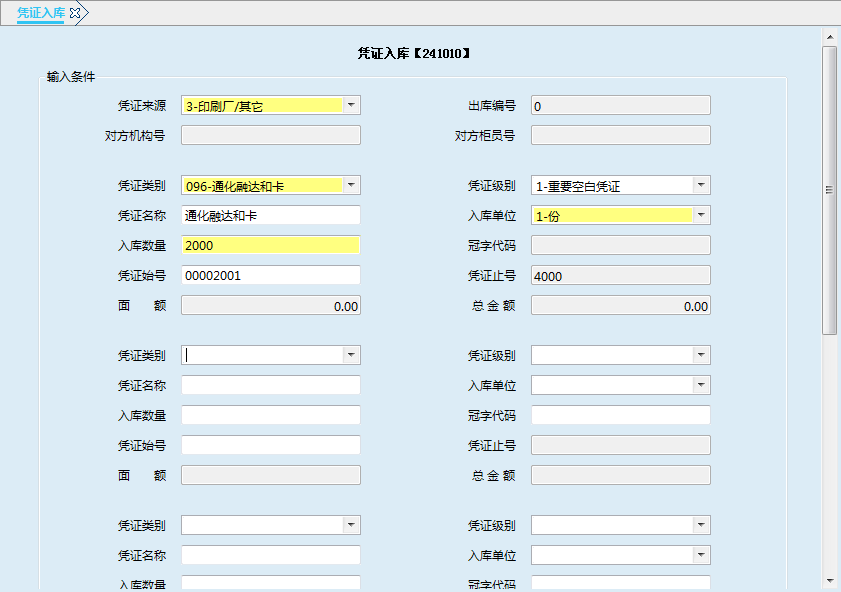 凭证入库
凭证入库【241010】
输入条件
凭证来源 3-印刷厂/其它 出库编号 0
对方机构号 对方柜员号
凭证类别 096-通化融达和卡 凭证级别 1-重要空白凭证
凭证名称 通化融达和卡 入库单位 1-份
入库数量 2000 冠字代码
凭证始号 00002001 凭证止号 4000
面 额 0.00 总 金 额 0.00
凭证类别 凭证级别
凭证名称 入库单位
入库数量 冠字代码
凭证始号 凭证止号
面 额 总 金 额
凭证类别 凭证级别
凭证名称 入库单位
入库数量 冠字代码